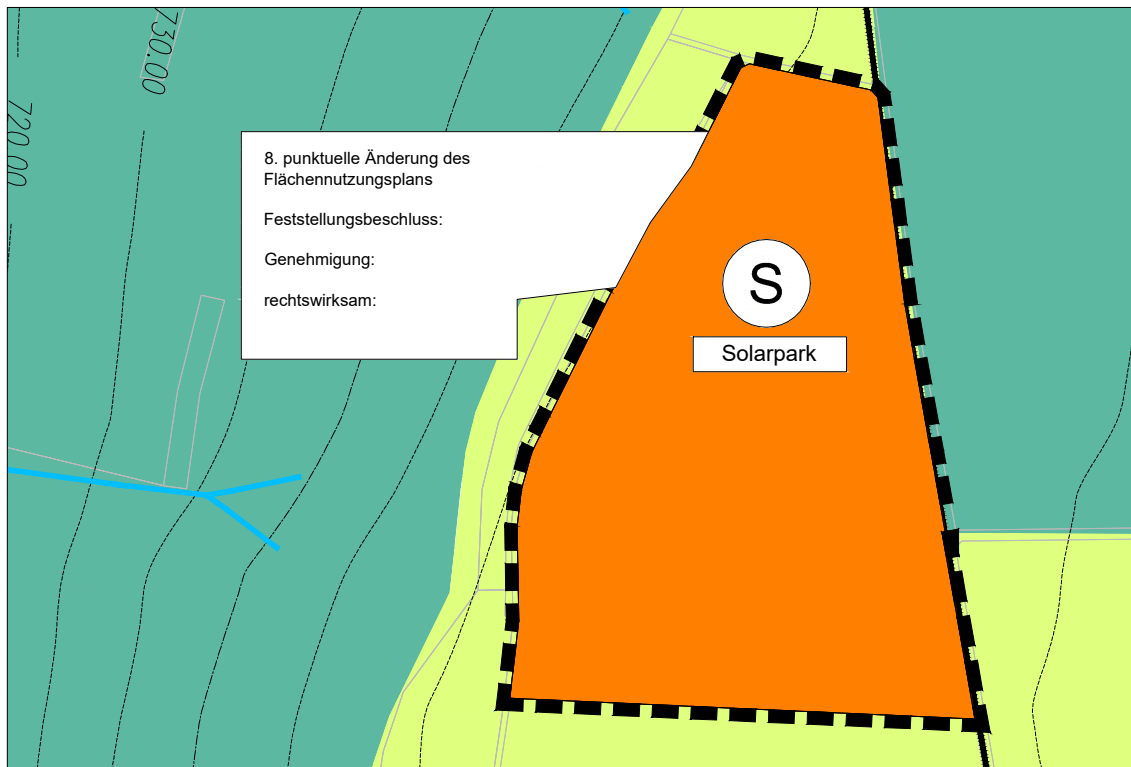 730.00
720.00
8. punktuelle Änderung des
Flächennutzungsplans
Feststellungsbeschluss:
Genehmigung:
rechtswirksam:
S
Solarpark